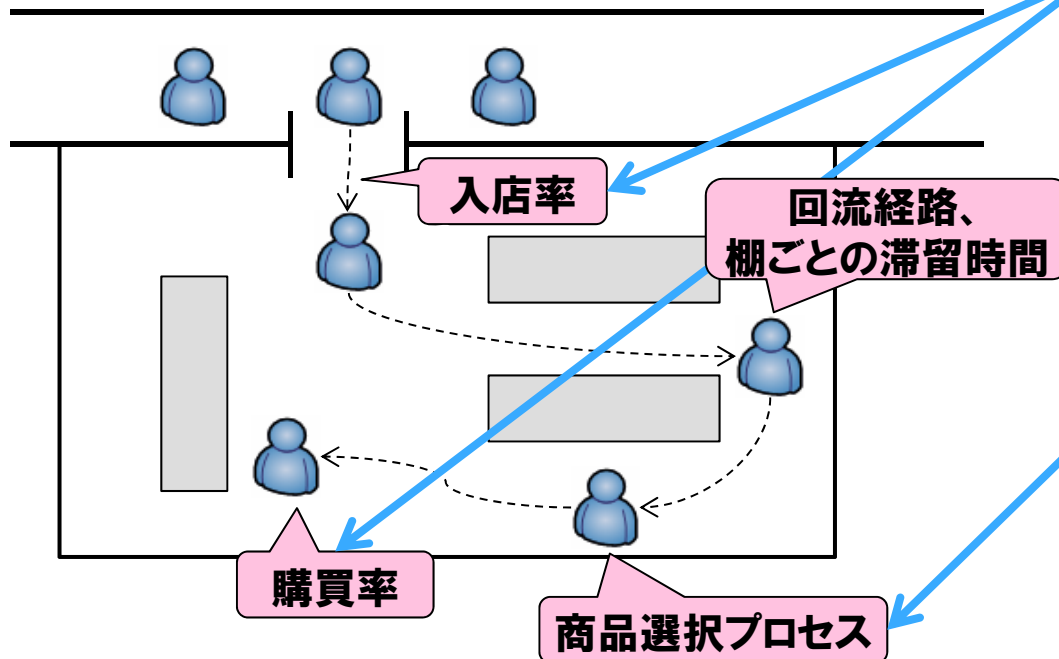 入店率
回流経路、
棚ごとの滞留時間
購買率
商品選択プロセス